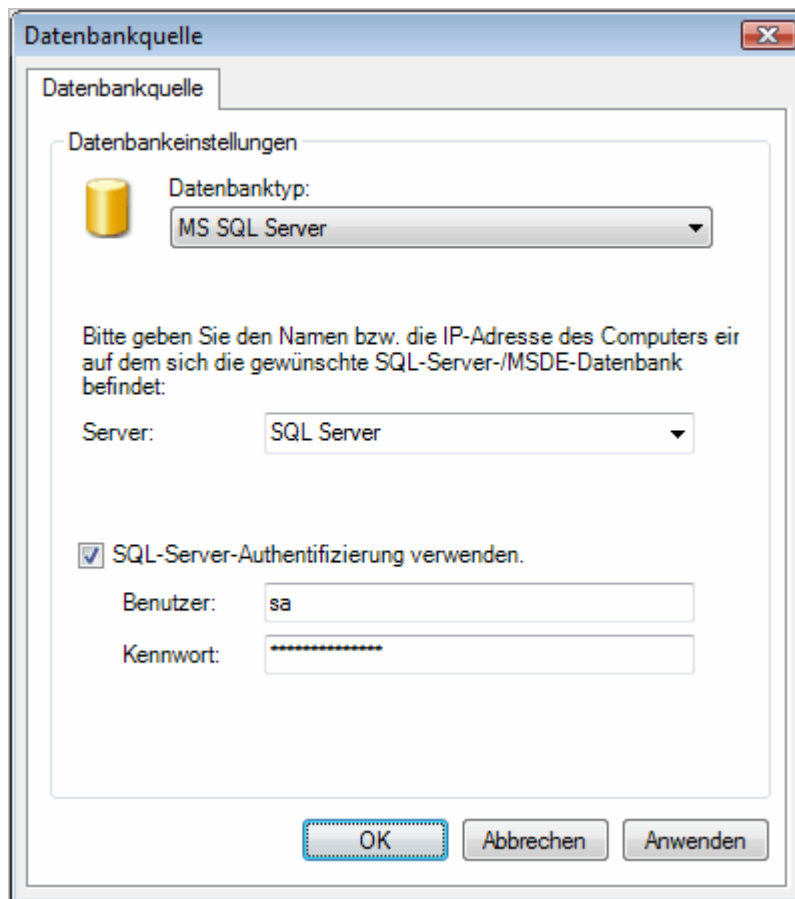 Datenbankquelle
Datenbankquelle
Datenbankeinstellungen
Datenbanktyp:
MS SQL Server
Bitte geben Sie den Namen bzw. die IP-Adresse des Computers eir
auf dem sich die gewünschte SQL-Server-/MSDE-Datenbank
befindet:
Server: SQL Server
SQL-Server-Authentifizierung verwenden.
Benutzer: sa
Kennwort: **************
OK Abbrechen Anwenden